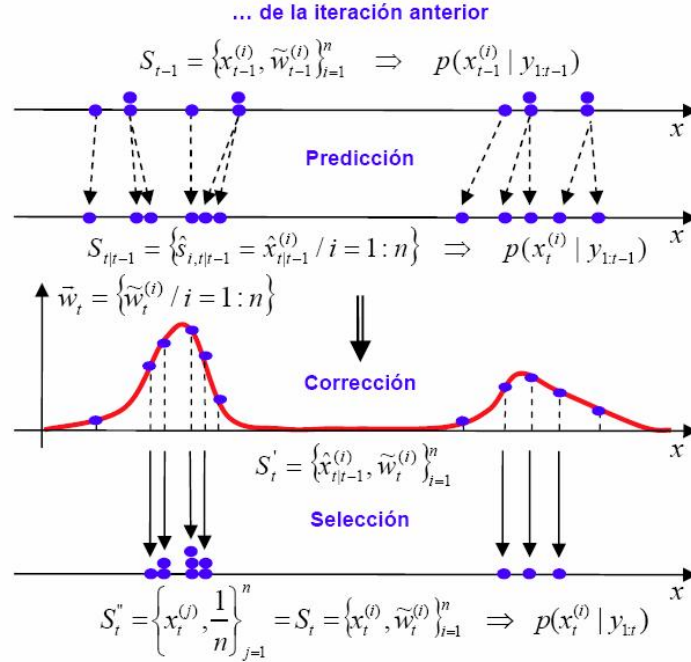 ... de la iteración anterior
S_{t-1} = {x_{t-1}^{(i)}, w̃_{t-1}^{(i)}}_{i=1}^{n} ⇒ p(x_{t-1}^{(i)} | y_{1:t-1})
x
Predicción
x
S_{t|t-1} = {ŝ_{i,t|t-1} = x̂_{t|t-1}^{(i)} / i = 1 : n} ⇒ p(x_t^{(i)} | y_{1:t-1})
w⃗_t = {w̃_t^{(i)} / i = 1 : n}
Corrección
x
S_t^{'} = {x̂_{t|t-1}^{(i)}, w̃_t^{(i)}}_{i=1}^{n}
Selección
x
S_t^{"} = {x_t^{(j)}, 1/n}_{j=1}^{n} = S_t = {x_t^{(i)}, w̃_t^{(i)}}_{i=1}^{n} ⇒ p(x_t^{(i)} | y_{1:t})